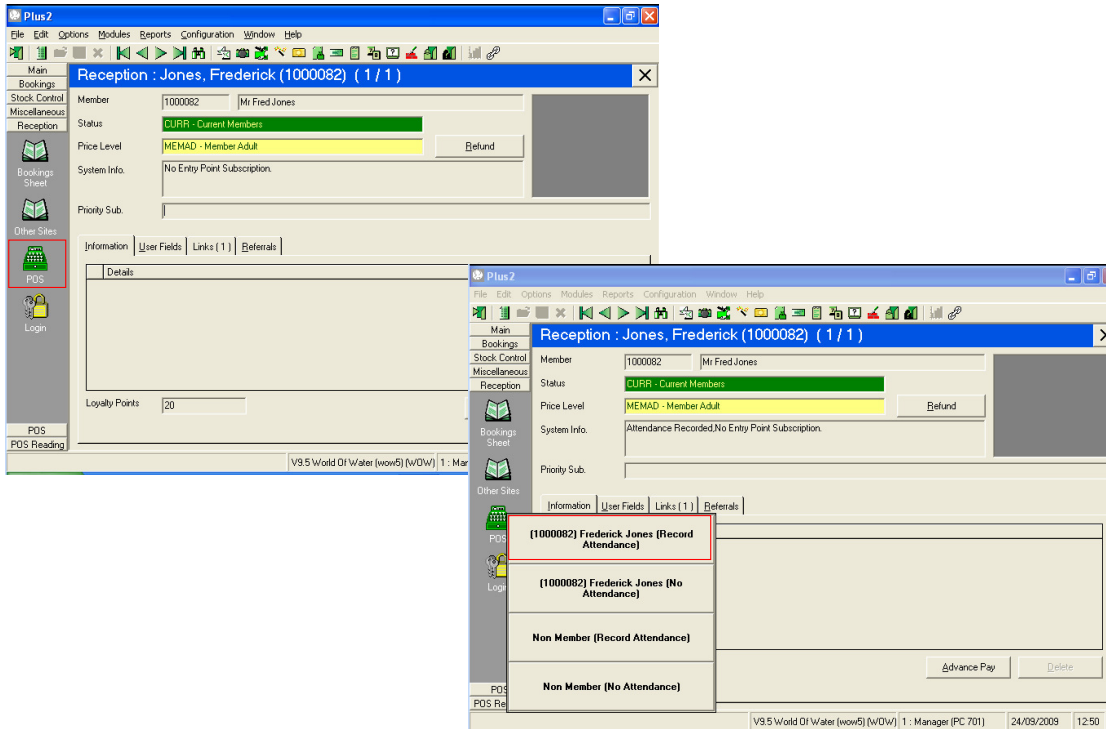 Plus2
File Edit Options Modules Reports Configuration Window Help
Main
Bookings
Stock Control
Miscellaneous
Reception
Bookings
Sheet
Other Sites
POS
Login
POS
POS Reading
Reception : Jones, Frederick (1000082) ( 1 / 1 )
Member 1000082 Mr Fred Jones
Status CURR - Current Members
Price Level MEMAD - Member Adult Refund
System Info. No Entry Point Subscription.
Priority Sub.
Information User Fields Links ( 1 ) Referrals
Details
Loyalty Points 20
V9.5 World Of Water (wow5) (WOW) 1 : Mar
Plus2
File Edit Options Modules Reports Configuration Window Help
Main
Bookings
Stock Control
Miscellaneous
Reception
Bookings
Sheet
Other Sites
POS
Login
POS
POS Re
Reception : Jones, Frederick (1000082) ( 1 / 1 )
Member 1000082 Mr Fred Jones
Status CURR - Current Members
Price Level MEMAD - Member Adult Refund
System Info. Attendance Recorded,No Entry Point Subscription.
Priority Sub.
Information User Fields Links ( 1 ) Referrals
(1000082) Frederick Jones (Record
Attendance)
(1000082) Frederick Jones (No
Attendance)
Non Member (Record Attendance)
Non Member (No Attendance)
Advance Pay Delete
V9.5 World Of Water (wow5) (WOW) 1 : Manager (PC 701) 24/09/2009 12:50